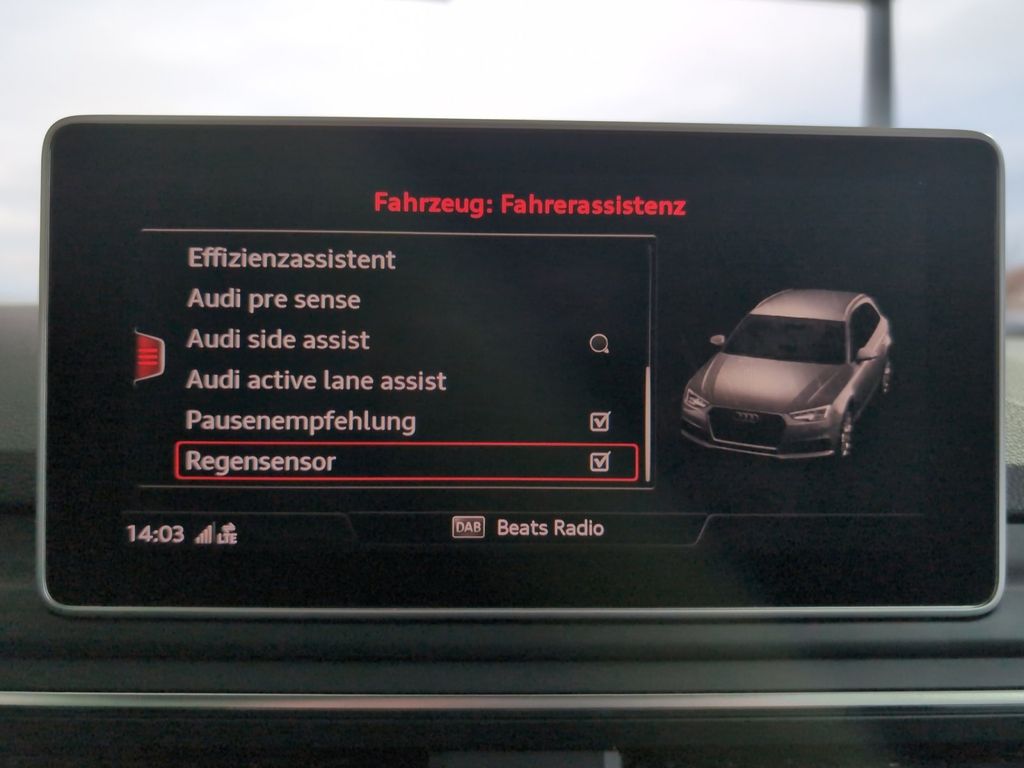 Fahrzeug: Fahrerassistenz
Effizienzassistent
Audi pre sense
Audi side assist
Audi active lane assist
Pausenempfehlung
Regensensor
14:03 LTE DAB Beats Radio